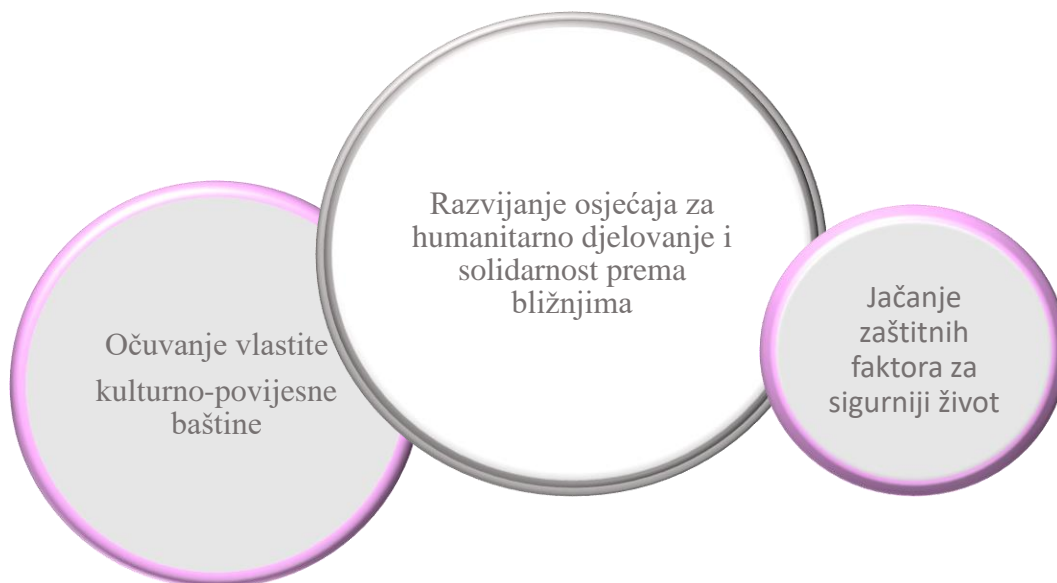 Očuvanje vlastite
kulturno-povijesne
baštine
Razvijanje osjećaja za
humanitarno djelovanje i
solidarnost prema
bližnjima
Jačanje
zaštitnih
faktora za
sigurniji život